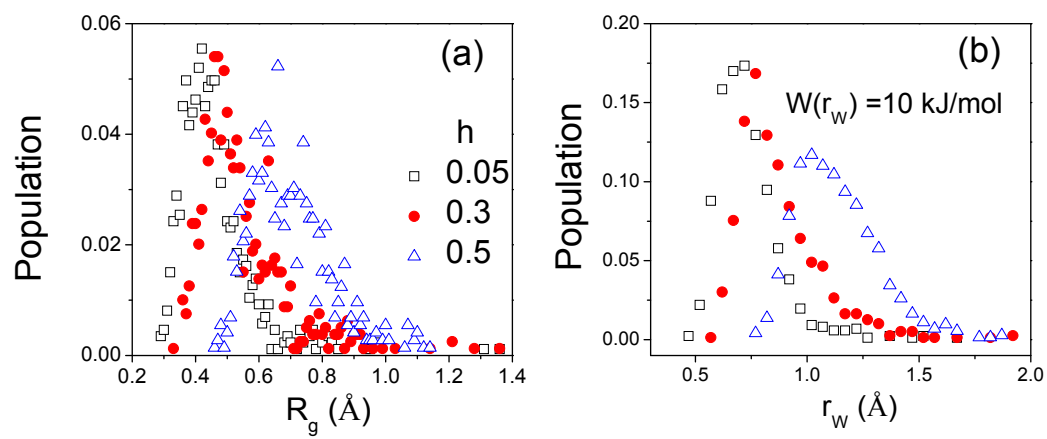 Population
0.06
0.04
0.02
0.00
0.2 0.4 0.6 0.8 1.0 1.2 1.4
R_g (Å)
(a)
h
0.05
0.3
0.5
Population
0.20
0.15
0.10
0.05
0.00
0.5 1.0 1.5 2.0
r_W (Å)
(b)
W(r_W) =10 kJ/mol